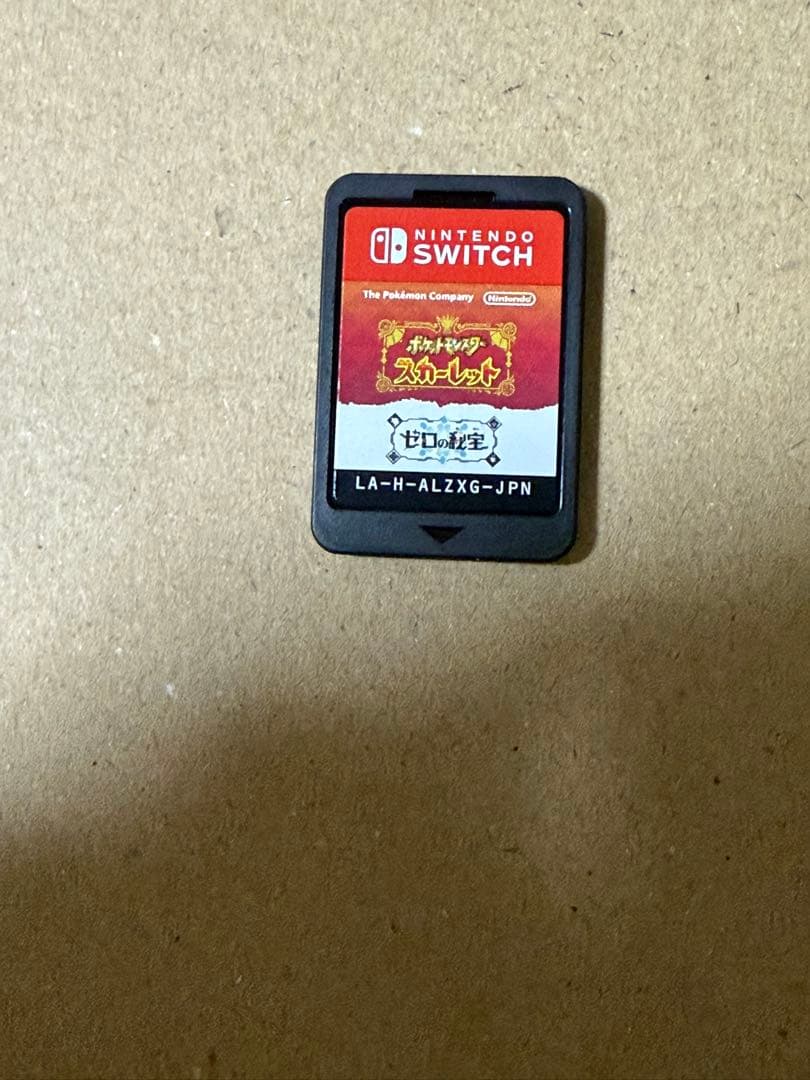 NINTENDO
SWITCH
The Pokémon Company Nintendo
ポケットモンスター
スカーレット
ゼロの秘宝
LA-H-ALZXG-JPN